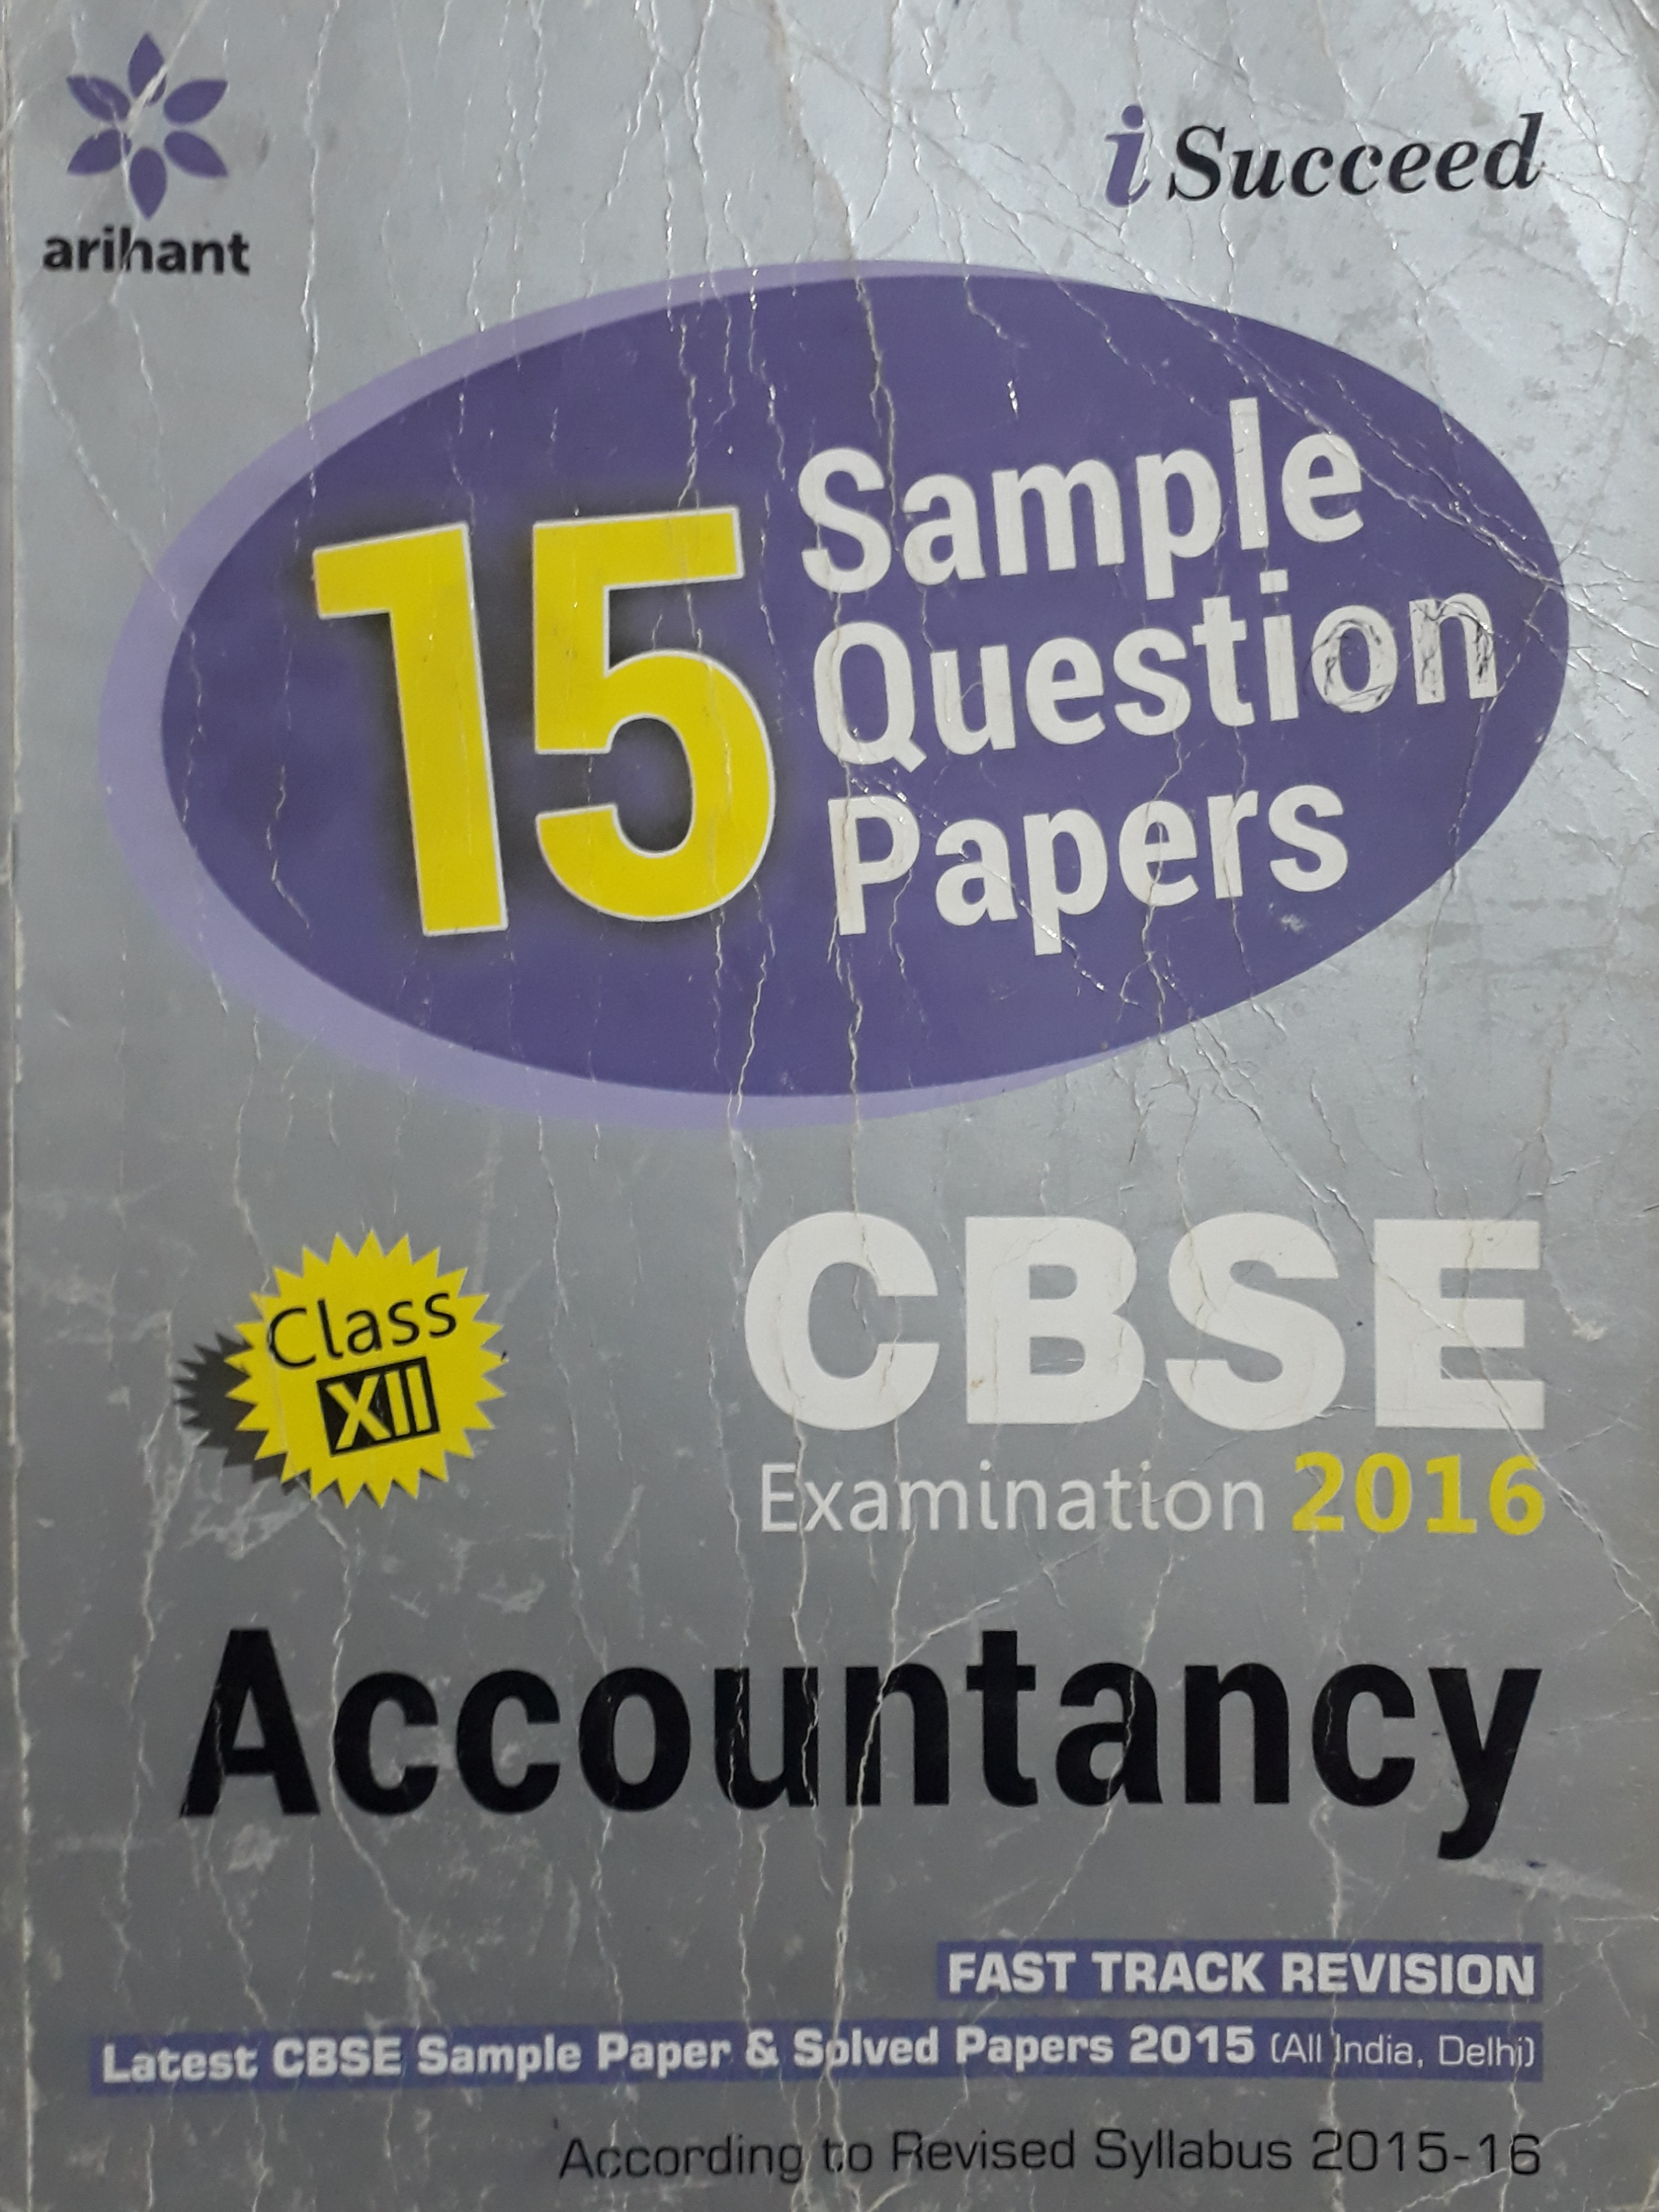 arihant
i Succeed
15 Sample
Question
Papers
Class
XII
CBSE
Examination 2016
Accountancy
FAST TRACK REVISION
Latest CBSE Sample Paper & Solved Papers 2015 (All India, Delhi)
According to Revised Syllabus 2015-16